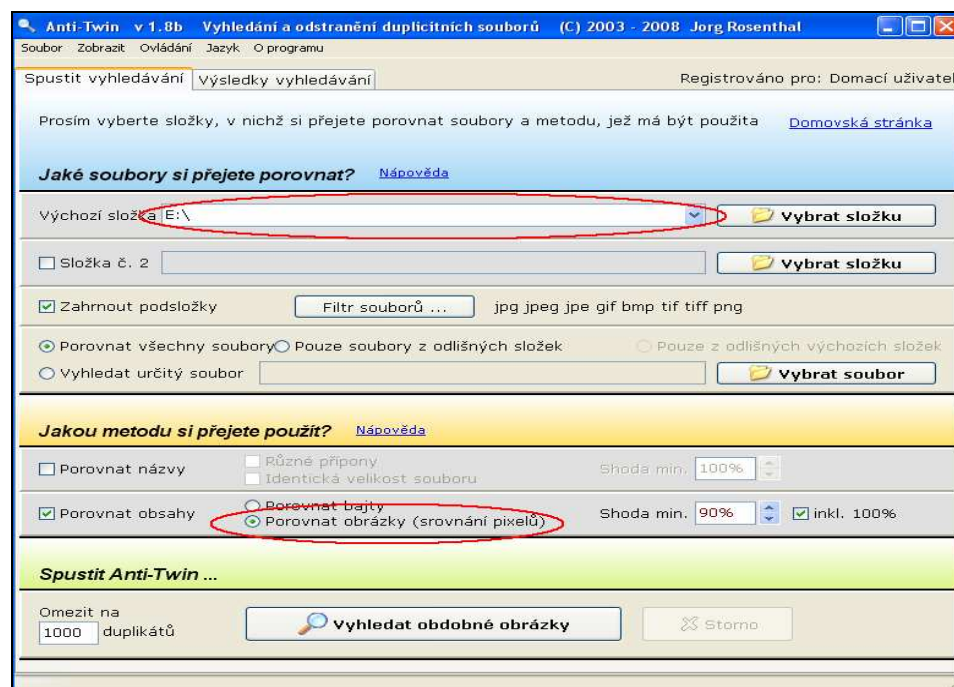 Anti-Twin v 1.8b Vyhledání a odstranění duplicitních souborů (C) 2003 - 2008 Jorg Rosenthal
Soubor Zobrazit Ovládání Jazyk O programu
Spustit vyhledávání Výsledky vyhledávání Registrováno pro: Domací uživatel
Prosím vyberte složky, v nichž si přejete porovnat soubory a metodu, jež má být použita Domovská stránka
Jaké soubory si přejete porovnat? Nápověda
Výchozí složka E:\ Vybrat složku
Složka č. 2 Vybrat složku
Zahrnout podsložky Filtr souborů ... jpg jpeg jpe gif bmp tif tiff png
Porovnat všechny soubory Pouze soubory z odlišných složek Pouze z odlišných výchozích složek
Vyhledat určitý soubor Vybrat soubor
Jakou metodu si přejete použít? Nápověda
Porovnat názvy Různé přípony Shoda min. 100%
Identická velikost souboru
Porovnat obsahy Porovnat bajty Shoda min. 90% inkl. 100%
Porovnat obrázky (srovnání pixelů)
Spustit Anti-Twin ...
Omezit na
1000 duplikátů Vyhledat obdobné obrázky Storno